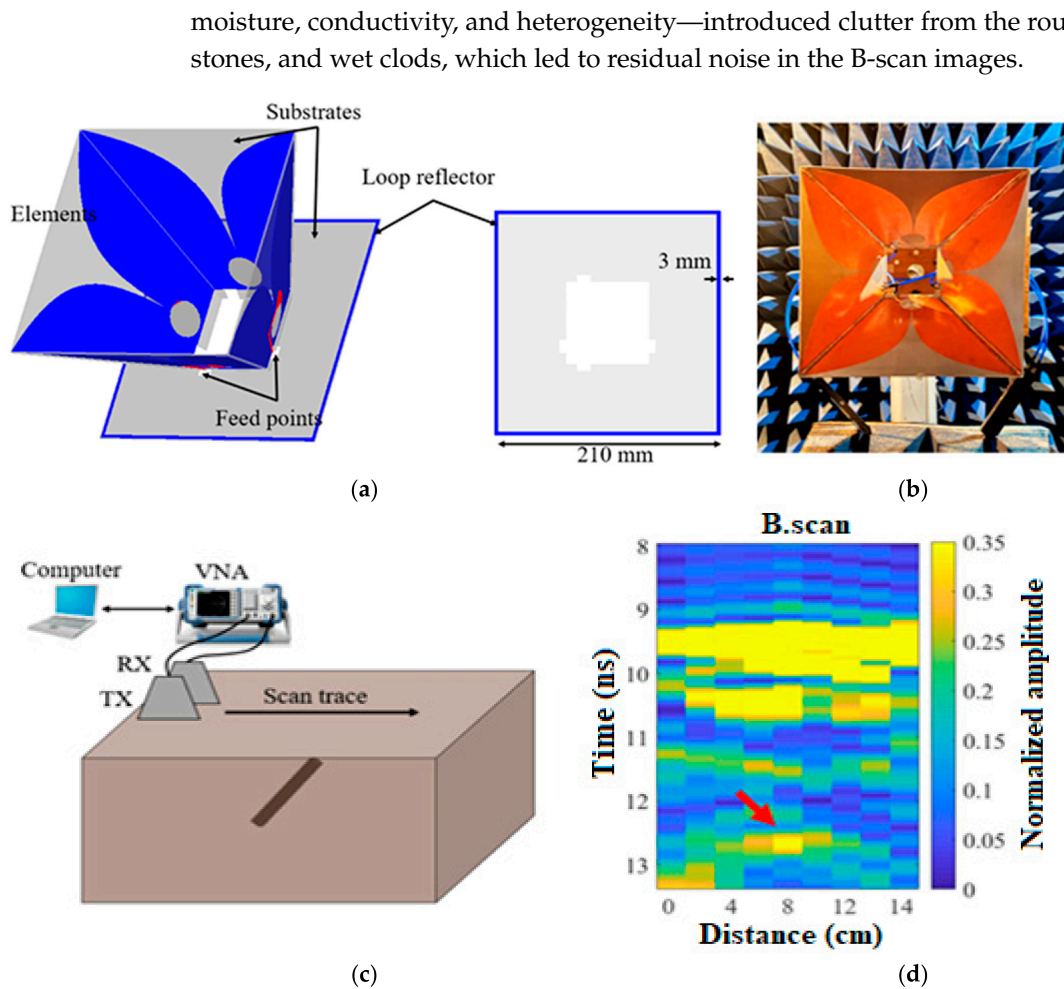 moisture, conductivity, and heterogeneity—introduced clutter from the rou
stones, and wet clods, which led to residual noise in the B-scan images.
Substrates
Loop reflector
Elements
3 mm
Feed points
210 mm
(a)
(b)
Computer
VNA
RX
TX
Scan trace
(c)
B.scan
8
9
10
11
12
13
Time (ns)
0 4 8 12 14
Distance (cm)
0.35
0.3
0.25
0.2
0.15
0.1
0.05
0
Normalized amplitude
(d)